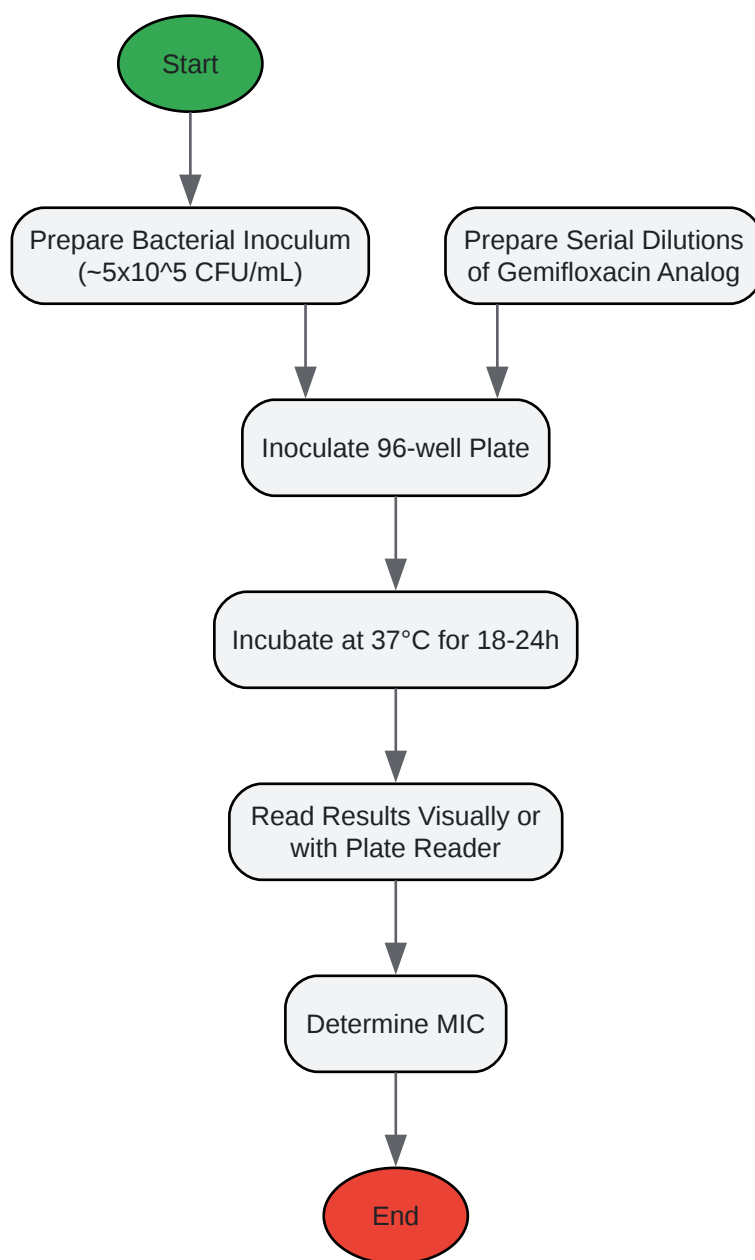 Start
Prepare Bacterial Inoculum
(~5x10^5 CFU/mL)
Prepare Serial Dilutions
of Gemifloxacin Analog
Inoculate 96-well Plate
Incubate at 37°C for 18-24h
Read Results Visually or
with Plate Reader
Determine MIC
End